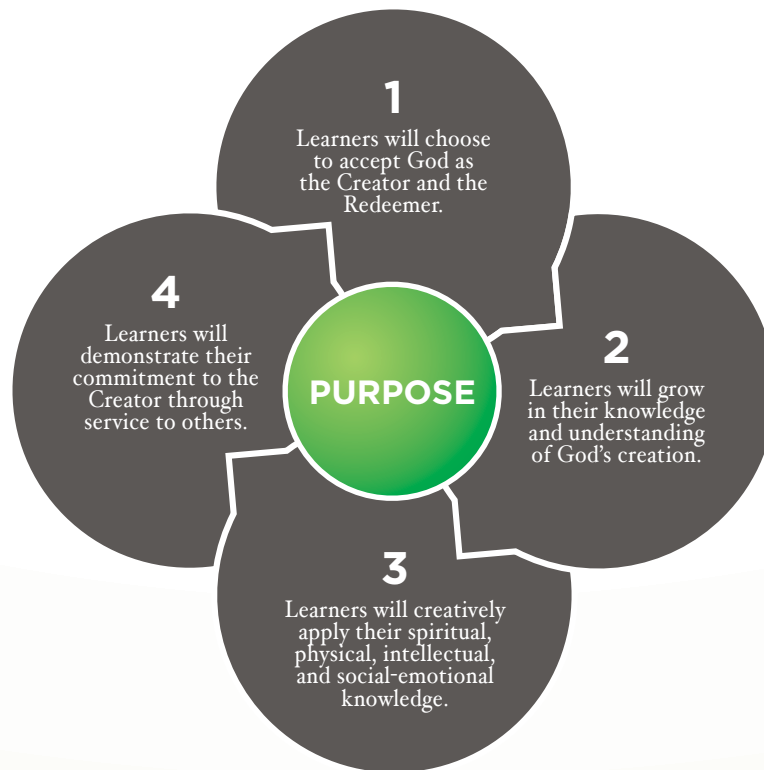 1
Learners will choose
to accept God as
the Creator and the
Redeemer.
4
Learners will
demonstrate their
commitment to the
Creator through
service to others.
PURPOSE
2
Learners will grow
in their knowledge
and understanding
of God’s creation.
3
Learners will creatively
apply their spiritual,
physical, intellectual,
and social-emotional
knowledge.